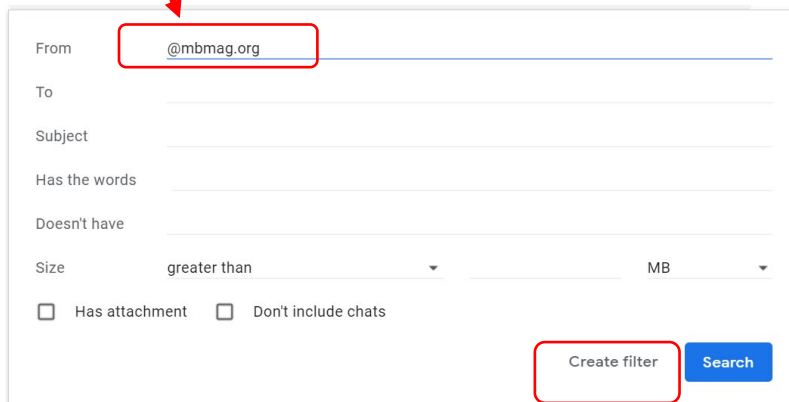 From @mbmag.org
To
Subject
Has the words
Doesn't have
Size greater than MB
Has attachment Don't include chats
Create filter Search